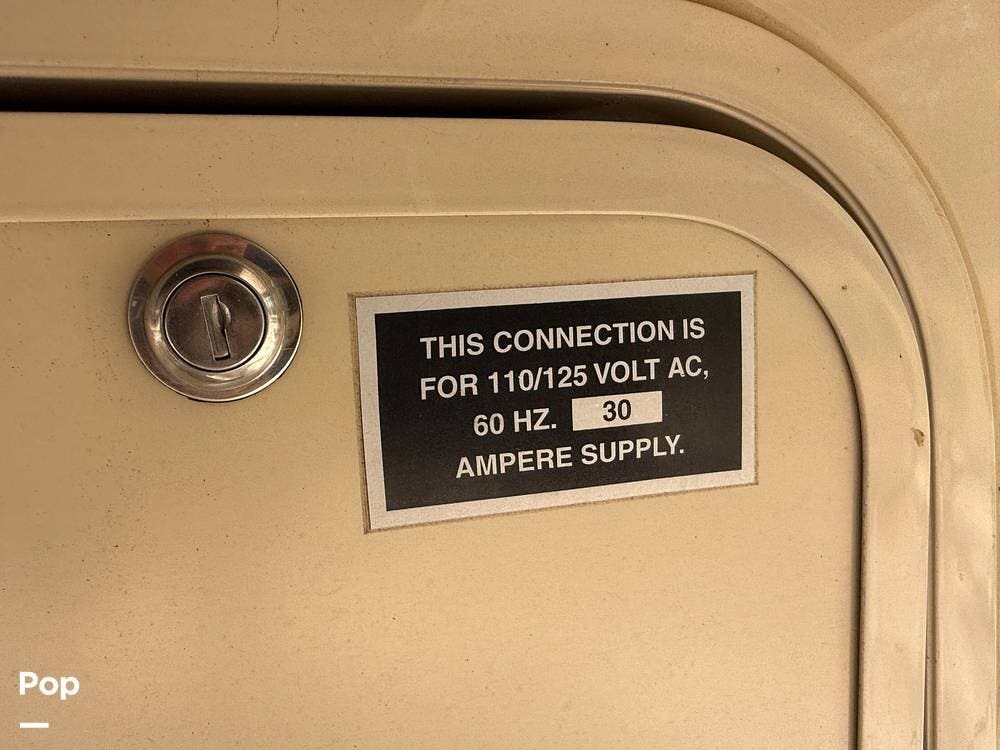 THIS CONNECTION IS
FOR 110/125 VOLT AC,
60 HZ. 30
AMPERE SUPPLY.
Pop